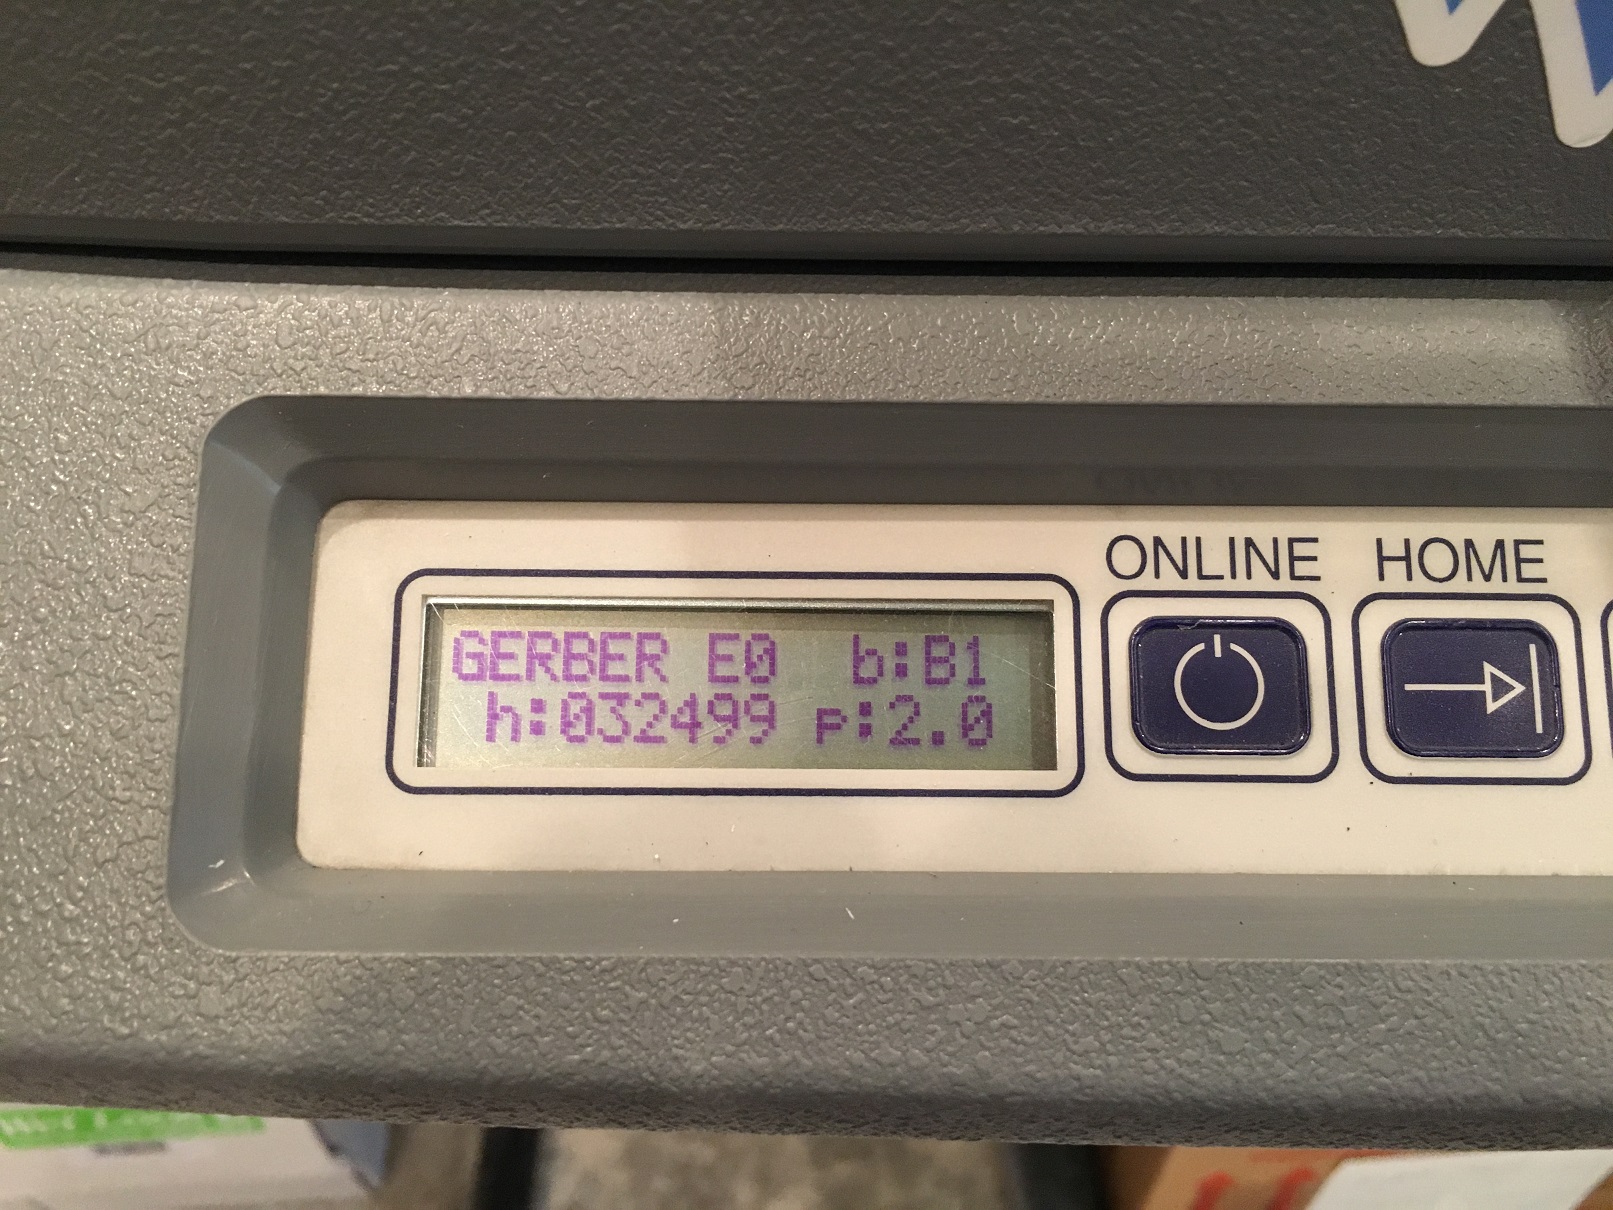 ONLINE HOME
GERBER E0 b:B1
h:032499 p:2.0